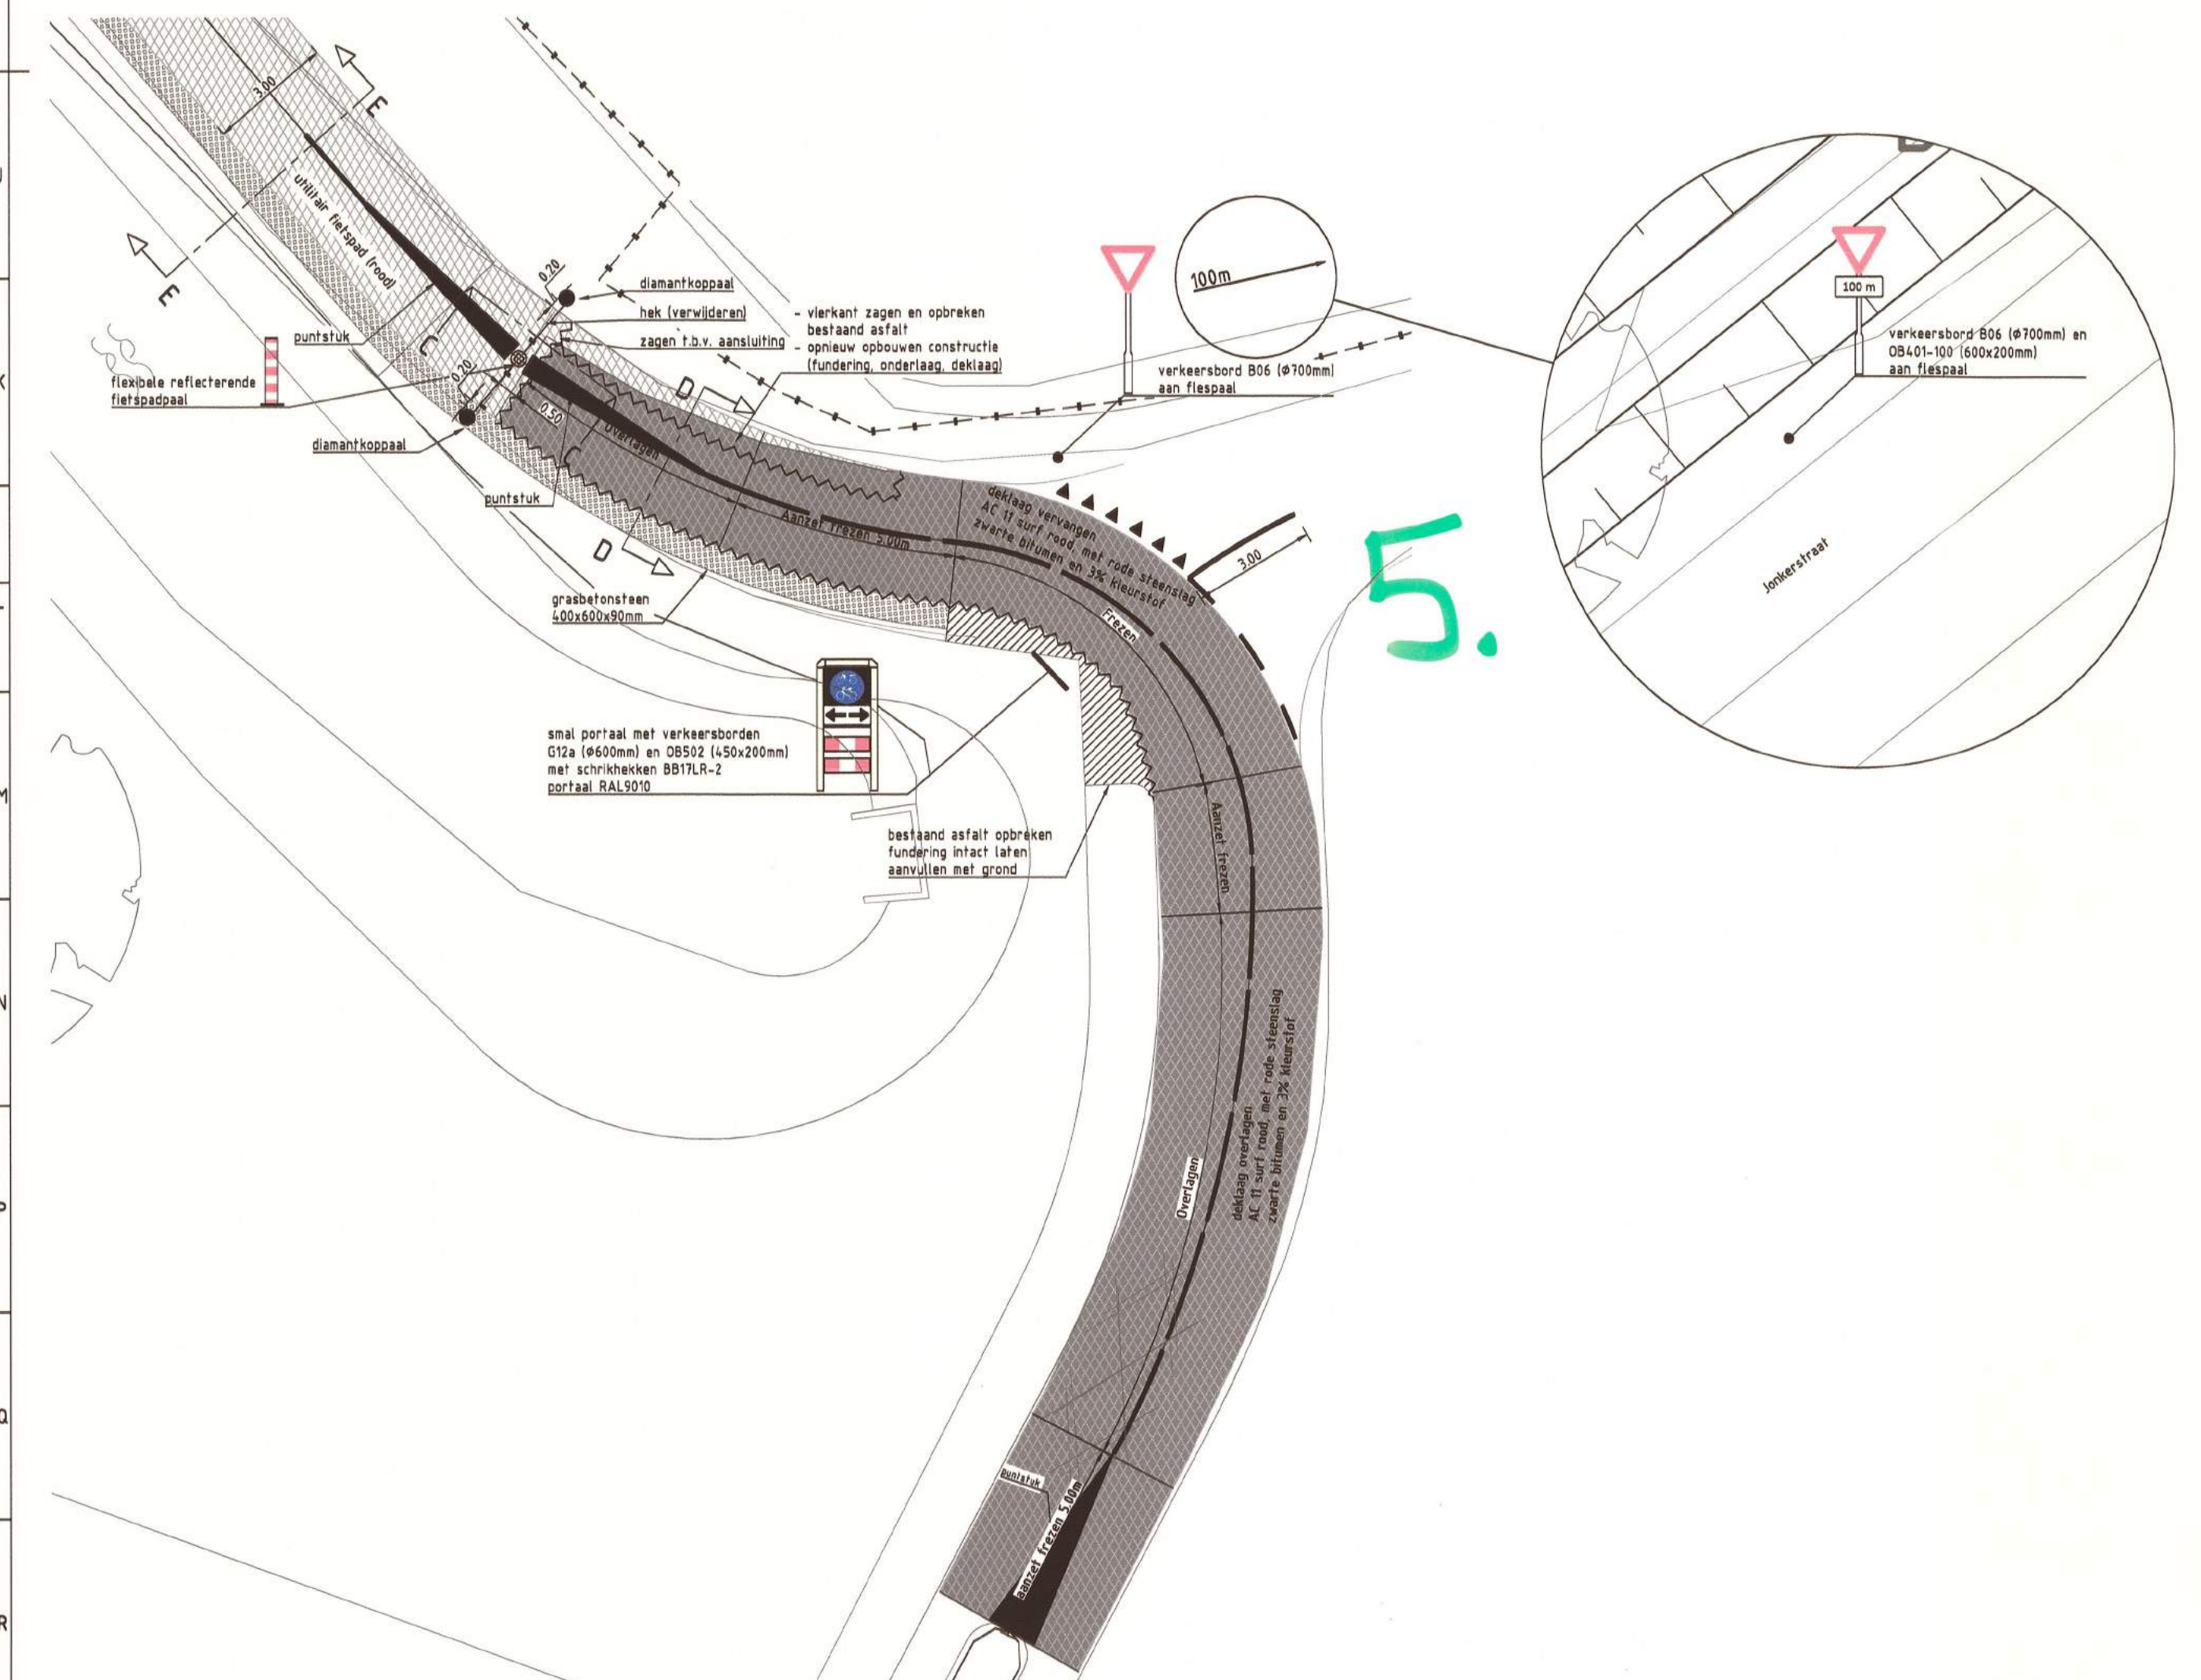 3.00
E
utilitair fietspad (rood)
E
0.20
diamantkoppaal
hek (verwijderen)
zagen t.b.v. aansluiting
- vierkant zagen en opbreken
bestaand asfalt
- opnieuw opbouwen constructie
(fundering, onderlaag, deklaag)
puntstuk
C
0.20
flexibele reflecterende
fietspadpaal
diamantkoppaal
0.50
Overlagen
C
puntstuk
D
D
100m
verkeersbord B06 (Ø700mm)
aan flespaal
100 m
verkeersbord B06 (Ø700mm) en
OB401-100 (600x200mm)
aan flespaal
Jonkerstraat
Aanzet frezen 5.00m
deklaag vervangen
AC 11 surf rood, met rode steenslag
zwarte bitumen en 3% kleurstof
3.00
5.
Frezen
grasbetonsteen
400x600x90mm
smal portaal met verkeersborden
G12a (Ø600mm) en OB502 (450x200mm)
met schrikhekken BB17LR-2
portaal RAL9010
bestaand asfalt opbreken
fundering intact laten
aanvullen met grond
Aanzet frezen
Overlagen
deklaag overlagen
AC 11 surf rood, met rode steenslag
zwarte bitumen en 3% kleurstof
puntstuk
aanzet frezen 5.00m
M
N
Q
R